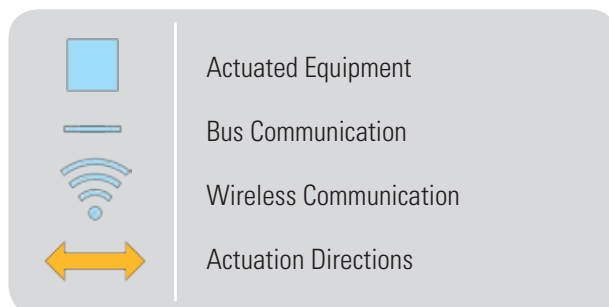 Actuated Equipment
Bus Communication
Wireless Communication
Actuation Directions